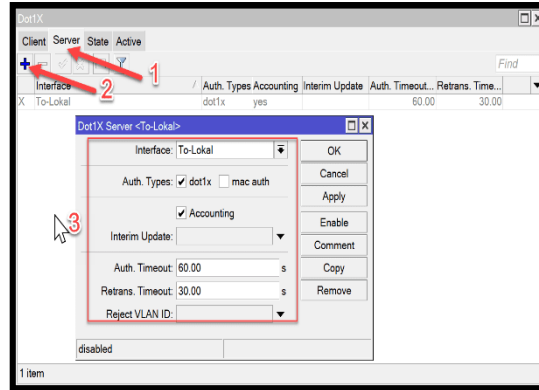 Dot1X
Client Server State Active
1
2
Find
Interface / Auth. Types Accounting Interim Update Auth. Timeout... Retrans. Time...
X To-Lokal dot1x yes 60.00 30.00
Dot1X Server <To-Lokal>
Interface: To-Lokal OK
Auth. Types: dot1x mac auth Cancel
Apply
Accounting
Enable
3
Interim Update:
Comment
Auth. Timeout: 60.00 s Copy
Retrans. Timeout: 30.00 s Remove
Reject VLAN ID:
disabled
1 item